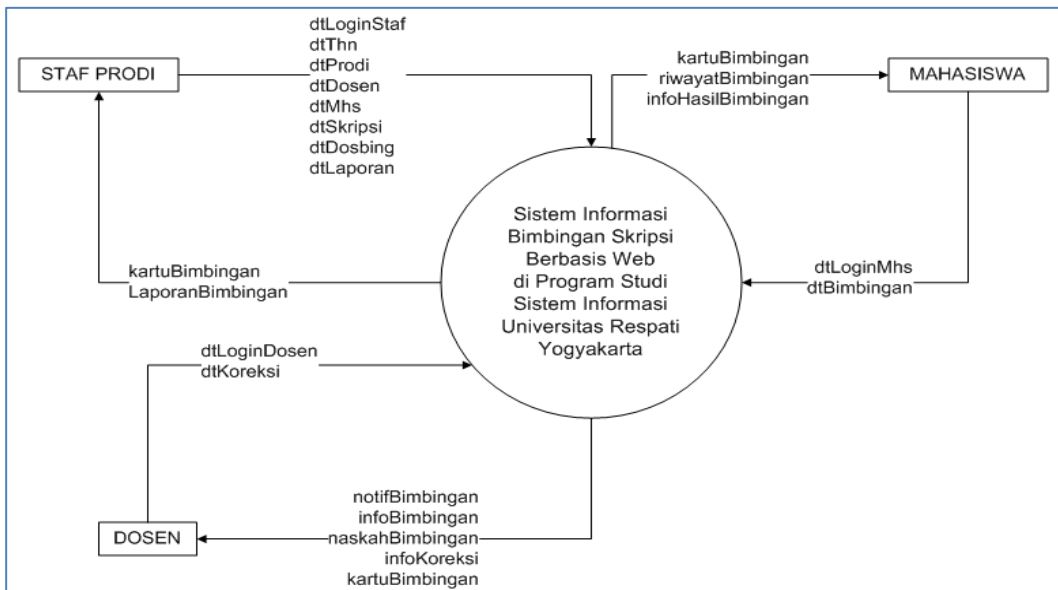 STAF PRODI
dtLoginStaf
dtThn
dtProdi
dtDosen
dtMhs
dtSkripsi
dtDosbing
dtLaporan
kartuBimbingan
riwayatBimbingan
infoHasilBimbingan
MAHASISWA
Sistem Informasi
Bimbingan Skripsi
Berbasis Web
di Program Studi
Sistem Informasi
Universitas Respati
Yogyakarta
kartuBimbingan
LaporanBimbingan
dtLoginMhs
dtBimbingan
dtLoginDosen
dtKoreksi
DOSEN
notifBimbingan
infoBimbingan
naskahBimbingan
infoKoreksi
kartuBimbingan